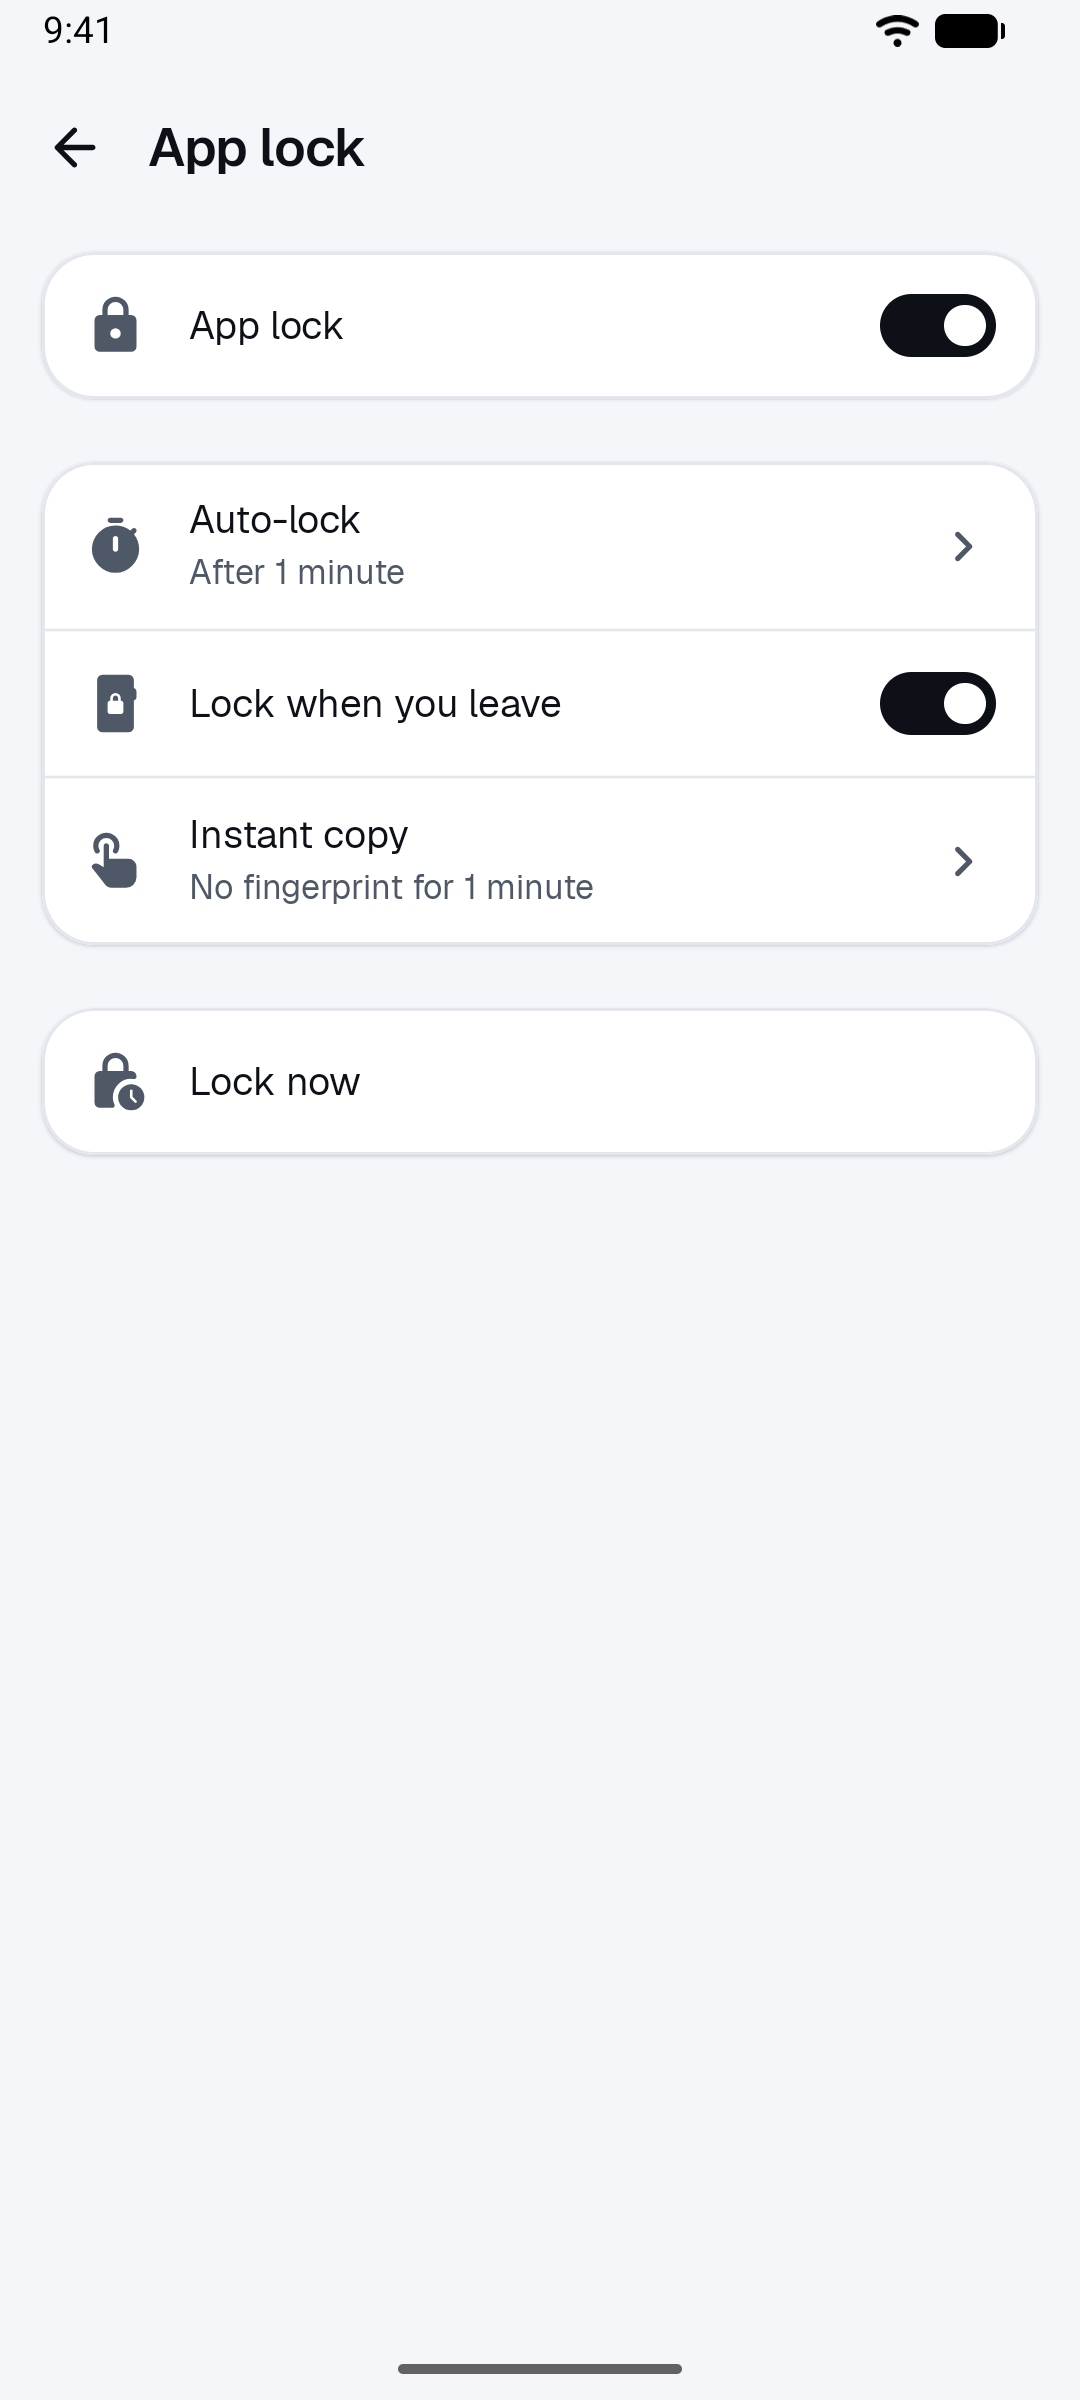 9:41
App lock
App lock
Auto-lock
After 1 minute
Lock when you leave
Instant copy
No fingerprint for 1 minute
Lock now